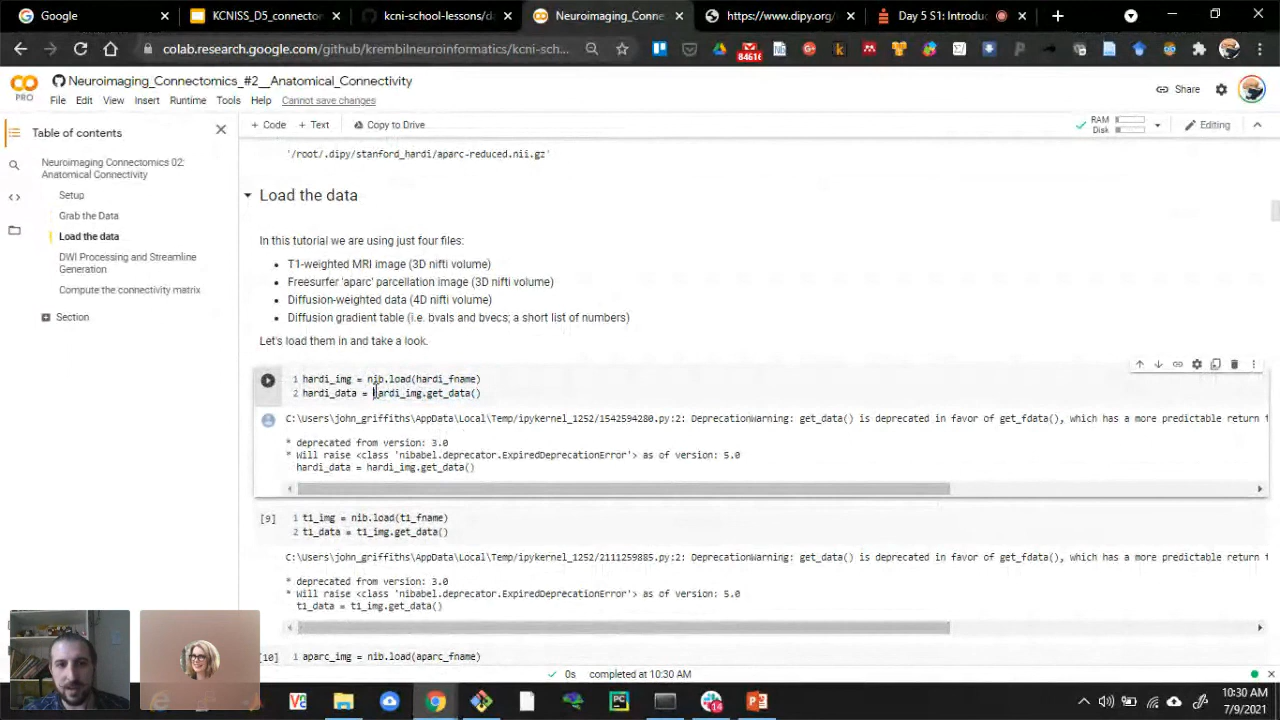 Google
KCNISS_D5_connecto
kcni-school-lessons/da
Neuroimaging_Conne
https://www.dipy.org/
Day 5 S1: Introduc
colab.research.google.com/github/krembilneuroinformatics/kcni-sch...
84616
Neuroimaging_Connectomics_#2__Anatomical_Connectivity
PRO
File Edit View Insert Runtime Tools Help Cannot save changes
Share
Table of contents
+ Code + Text Copy to Drive
RAM
Disk
Editing
Neuroimaging Connectomics 02:
Anatomical Connectivity
Setup
Grab the Data
Load the data
DWI Processing and Streamline
Generation
Compute the connectivity matrix
Section
'/root/.dipy/stanford_hardi/aparc-reduced.nii.gz'
Load the data
In this tutorial we are using just four files:
• T1-weighted MRI image (3D nifti volume)
• Freesurfer 'aparc' parcellation image (3D nifti volume)
• Diffusion-weighted data (4D nifti volume)
• Diffusion gradient table (i.e. bvals and bvecs; a short list of numbers)
Let's load them in and take a look.
1 hardi_img = nib.load(hardi_fname)
2 hardi_data = hardi_img.get_data()
C:\Users\john_griffiths\AppData\Local\Temp/ipykernel_1252/1542594280.py:2: DeprecationWarning: get_data() is deprecated in favor of get_fdata(), which has a more predictable return t
* deprecated from version: 3.0
* Will raise <class 'nibabel.deprecator.ExpiredDeprecationError'> as of version: 5.0
hardi_data = hardi_img.get_data()
[9] 1 t1_img = nib.load(t1_fname)
2 t1_data = t1_img.get_data()
C:\Users\john_griffiths\AppData\Local\Temp/ipykernel_1252/2111259885.py:2: DeprecationWarning: get_data() is deprecated in favor of get_fdata(), which has a more predictable return t
* deprecated from version: 3.0
* Will raise <class 'nibabel.deprecator.ExpiredDeprecationError'> as of version: 5.0
t1_data = t1_img.get_data()
[10] 1 aparc_img = nib.load(aparc_fname)
0s completed at 10:30 AM
PC
14
10:30 AM
7/9/2021